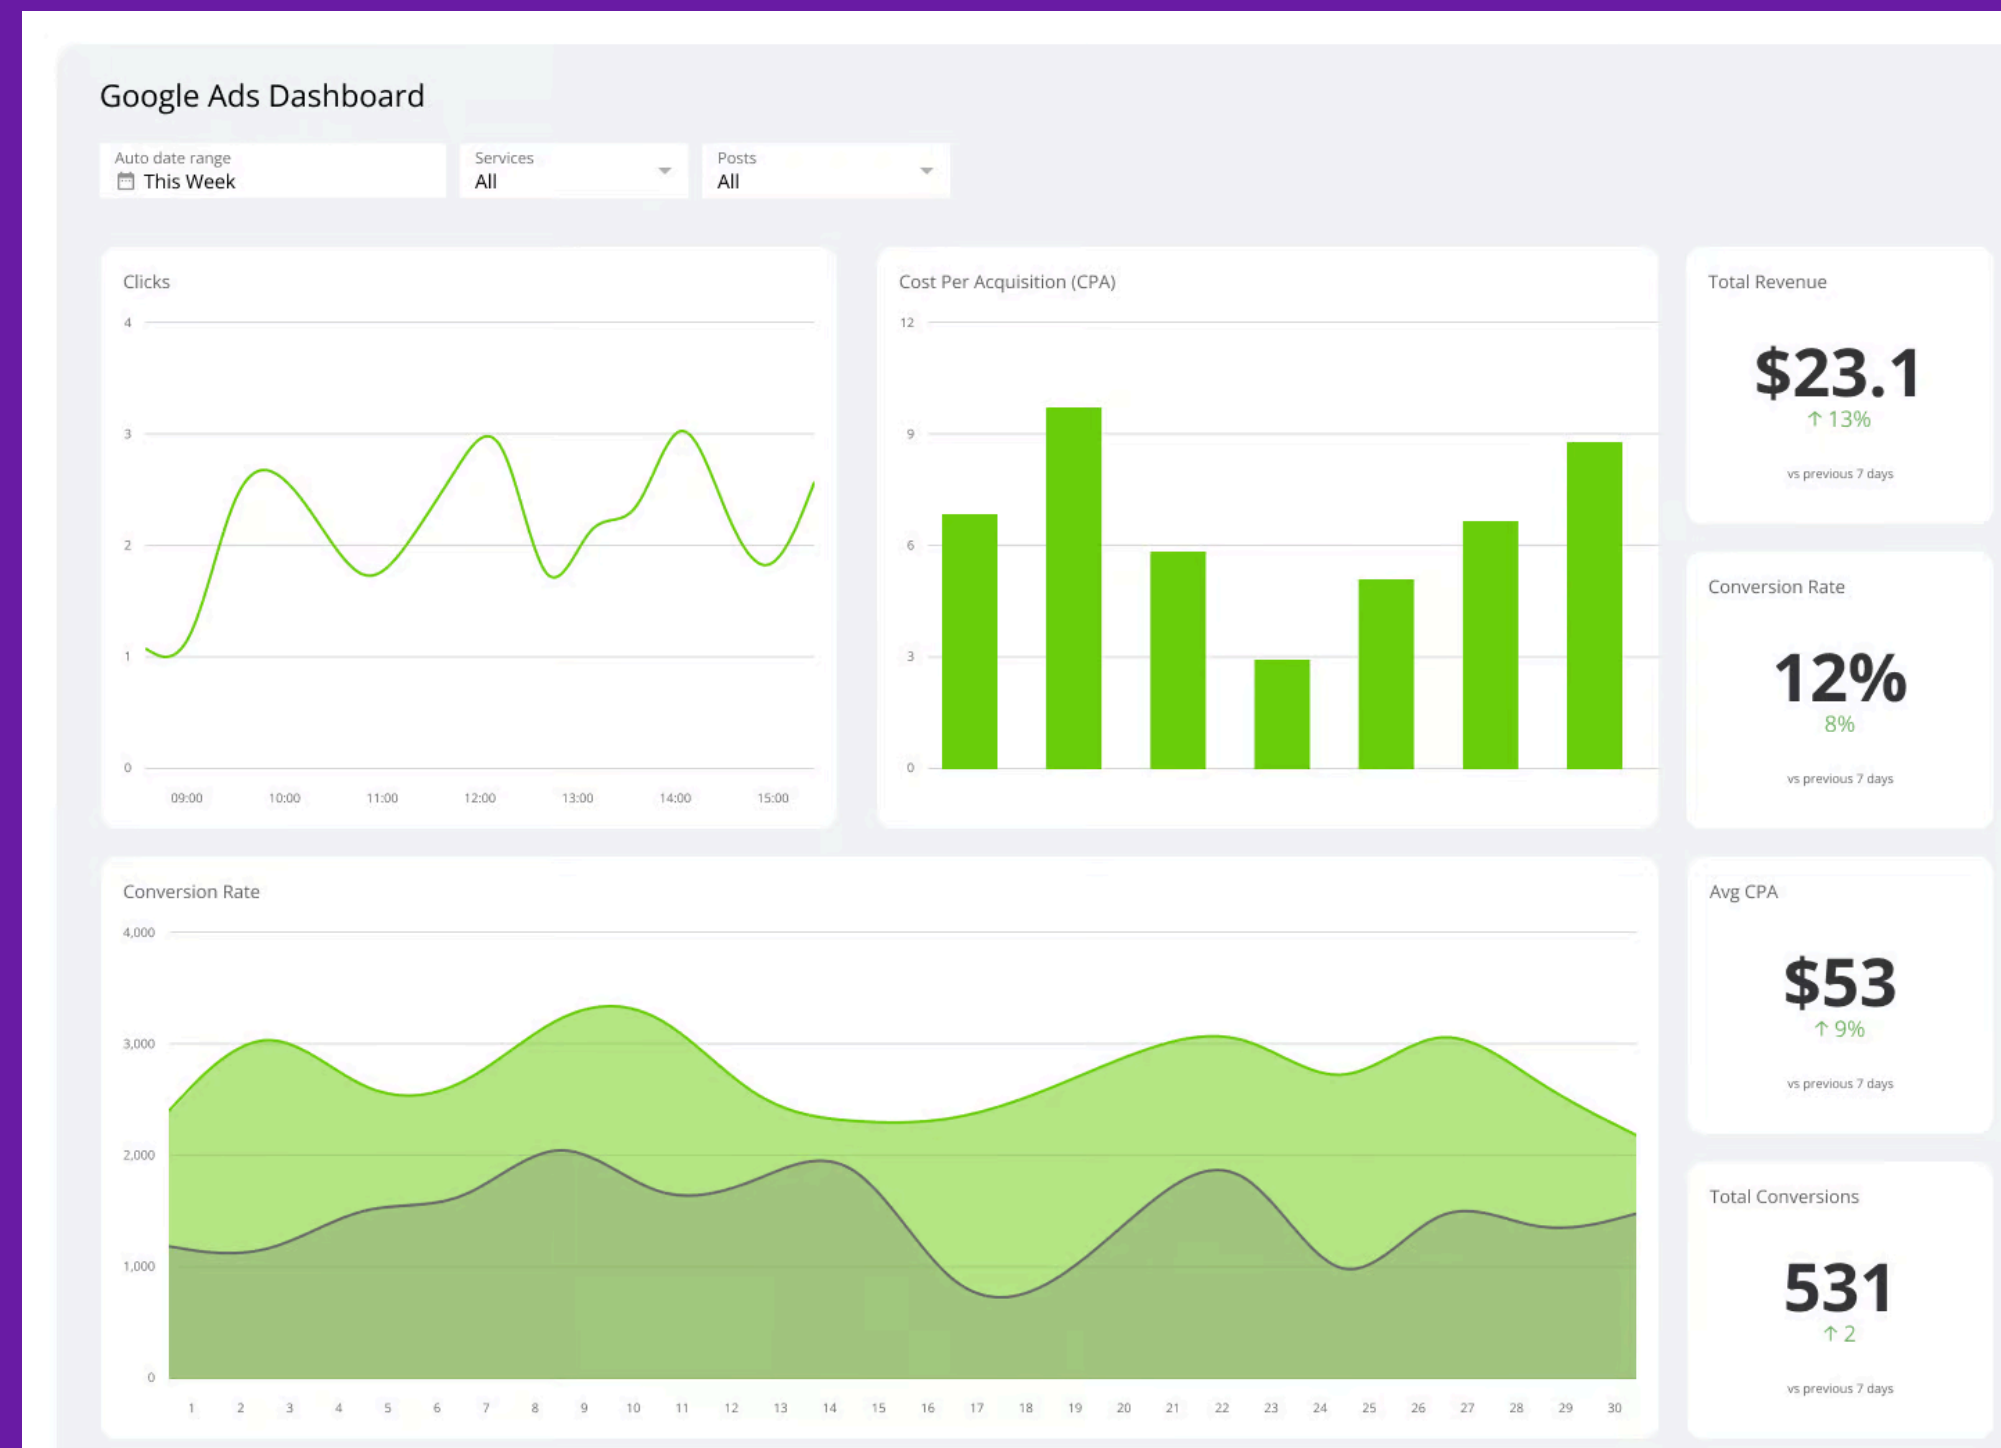 Google Ads Dashboard
Auto date range
This Week
Services
All
Posts
All
Clicks
4
3
2
1
0
09:00 10:00 11:00 12:00 13:00 14:00 15:00
Cost Per Acquisition (CPA)
12
9
6
3
0
Total Revenue
$23.1
↑ 13%
vs previous 7 days
Conversion Rate
12%
8%
vs previous 7 days
Conversion Rate
4,000
3,000
2,000
1,000
0
1 2 3 4 5 6 7 8 9 10 11 12 13 14 15 16 17 18 19 20 21 22 23 24 25 26 27 28 29 30
Avg CPA
$53
↑ 9%
vs previous 7 days
Total Conversions
531
↑ 2
vs previous 7 days